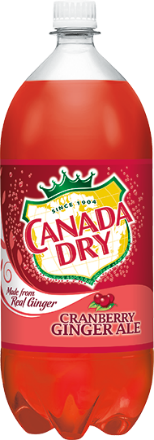 SINCE 1904
CANADA
DRY
Made from
Real Ginger
CRANBERRY
GINGER ALE